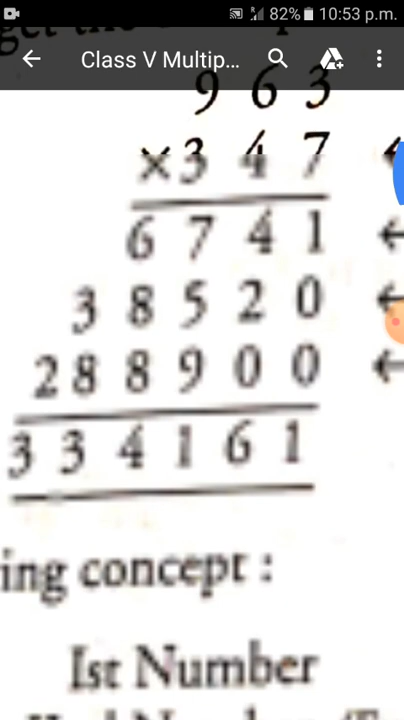 82% 10:53 p.m.
Class V Multip...
9 6 3
×3 4 7
6 7 4 1
3 8 5 2 0
2 8 8 9 0 0
3 3 4 1 6 1
ing concept :
Ist Number